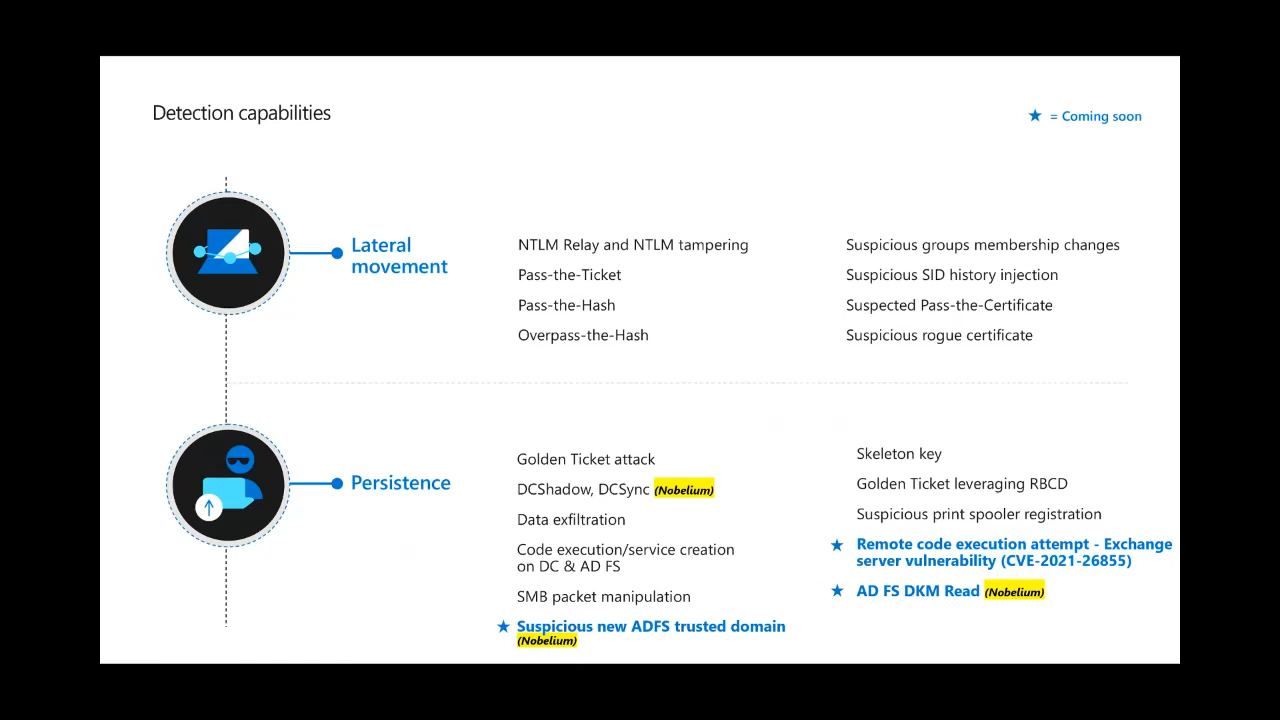 Detection capabilities
★ = Coming soon
Lateral
movement
NTLM Relay and NTLM tampering
Pass-the-Ticket
Pass-the-Hash
Overpass-the-Hash
Suspicious groups membership changes
Suspicious SID history injection
Suspected Pass-the-Certificate
Suspicious rogue certificate
Persistence
Golden Ticket attack
DCShadow, DCSync (Nobelium)
Data exfiltration
Code execution/service creation
on DC & AD FS
SMB packet manipulation
★ Suspicious new ADFS trusted domain
(Nobelium)
Skeleton key
Golden Ticket leveraging RBCD
Suspicious print spooler registration
★ Remote code execution attempt - Exchange
server vulnerability (CVE-2021-26855)
★ AD FS DKM Read (Nobelium)